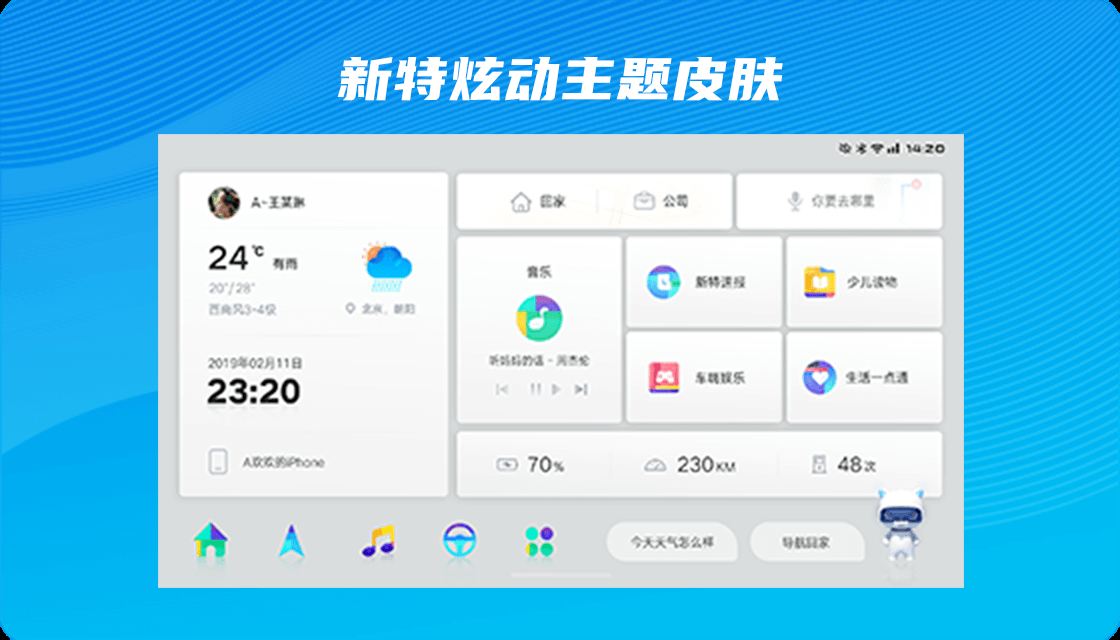 新特炫动主题皮肤
14:20
A~王某琳
24℃ 有雨
20°/28°
西南风3~4级
北京，朝阳
2019年02月11日
23:20
A欢欢的iPhone
回家
公司
你要去哪里
音乐
听妈妈的话 - 周杰伦
新特速报
少儿读物
车嗨娱乐
生活一点通
70%
230KM
48次
今天天气怎么样
导航回家